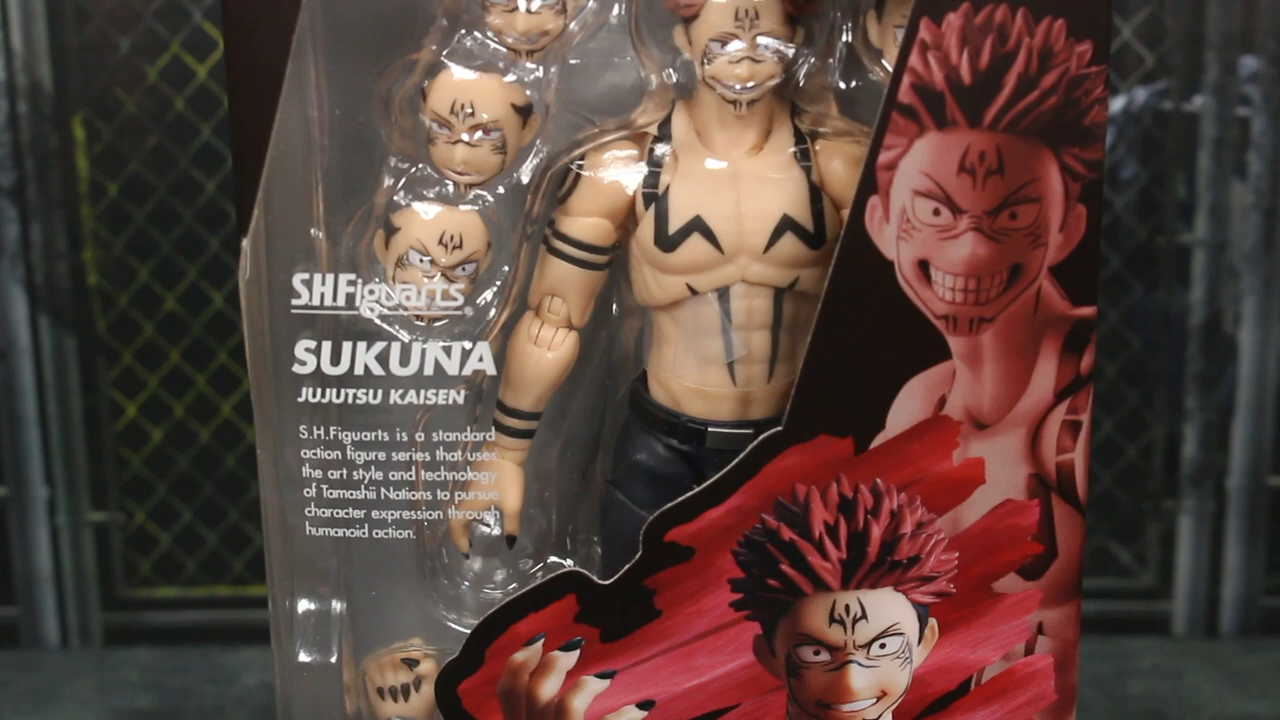 S.H.Figuarts®
SUKUNA
JUJUTSU KAISEN
S.H.Figuarts is a standard
action figure series that uses
the art style and technology
of Tamashii Nations to pursue
character expression through
humanoid action.